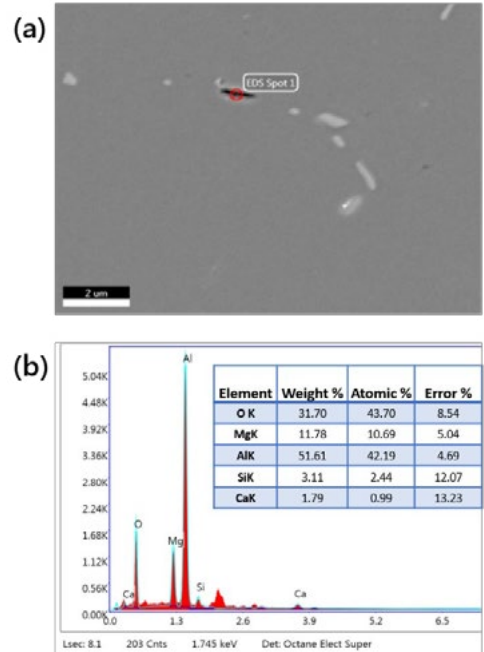 (a)
EDS Spot 1
2 um
(b)
5.04K
4.48K
3.92K
3.36K
2.80K
2.24K
1.68K
1.12K
0.56K
0.00K
0.0 1.3 2.6 3.9 5.2 6.5
Al
O
Mg
Ca
Si
Ca
Element Weight % Atomic % Error %
O K 31.70 43.70 8.54
MgK 11.78 10.69 5.04
AlK 51.61 42.19 4.69
SiK 3.11 2.44 12.07
CaK 1.79 0.99 13.23
Lsec: 8.1 203 Cnts 1.745 keV Det: Octane Elect Super